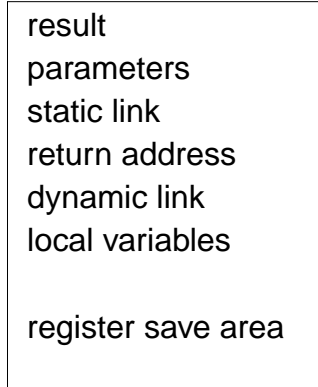 result
parameters
static link
return address
dynamic link
local variables
register save area